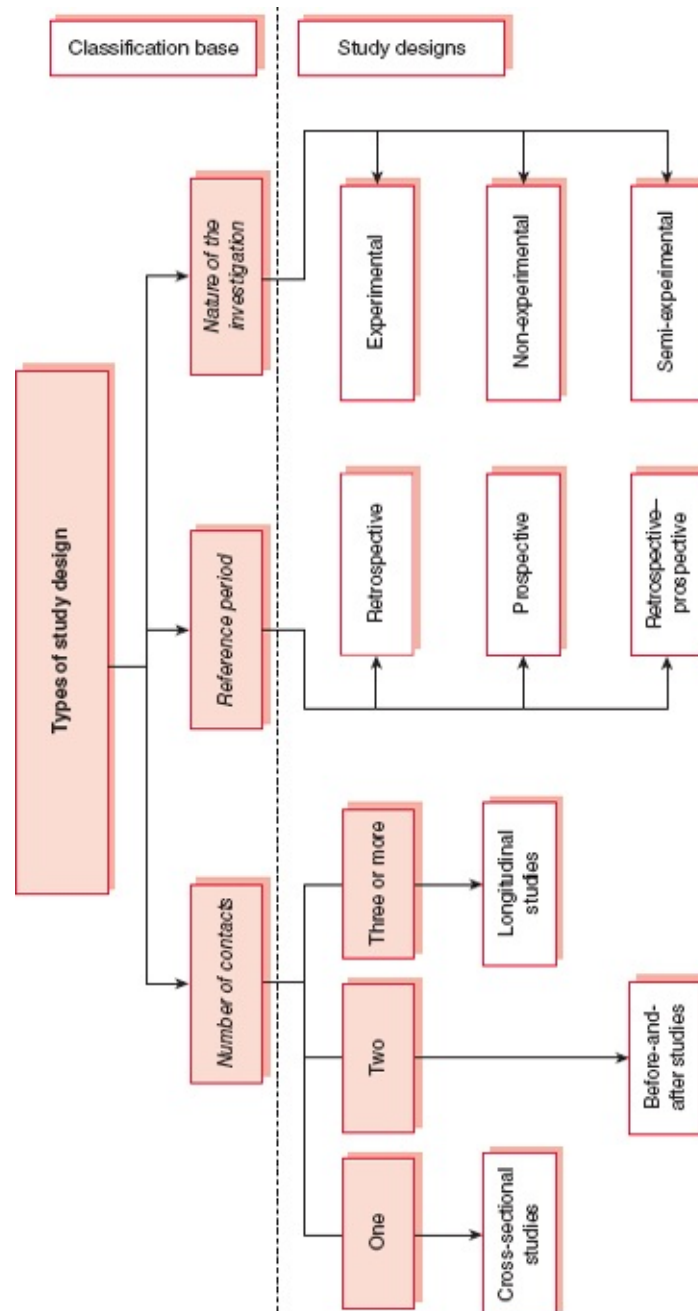 Classification base
Study designs
Types of study design
Number of contacts
Reference period
Nature of the
investigation
One
Two
Three or more
Cross-sectional
studies
Before-and-
after studies
Longitudinal
studies
Retrospective
Prospective
Retrospective–
prospective
Experimental
Non-experimental
Semi-experimental